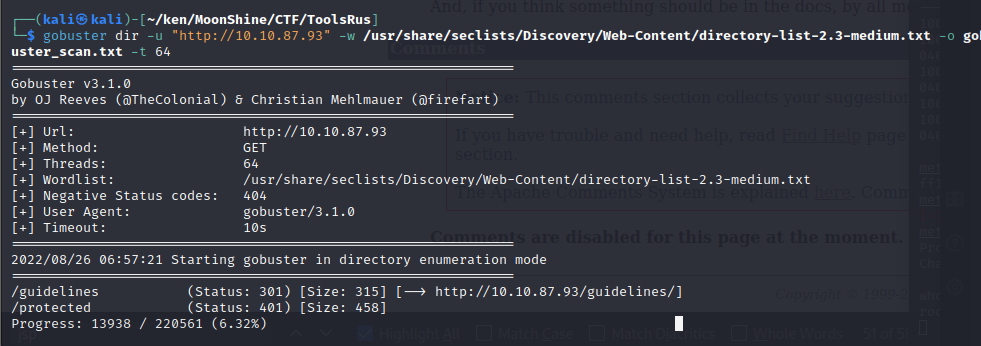 (kali㉿kali)-[~/ken/MoonShine/CTF/ToolsRus]
$ gobuster dir -u "http://10.10.87.93" -w /usr/share/seclists/Discovery/Web-Content/directory-list-2.3-medium.txt -o gob
uster_scan.txt -t 64
Gobuster v3.1.0
by OJ Reeves (@TheColonial) & Christian Mehlmauer (@firefart)
[+] Url: http://10.10.87.93
[+] Method: GET
[+] Threads: 64
[+] Wordlist: /usr/share/seclists/Discovery/Web-Content/directory-list-2.3-medium.txt
[+] Negative Status codes: 404
[+] User Agent: gobuster/3.1.0
[+] Timeout: 10s
2022/08/26 06:57:21 Starting gobuster in directory enumeration mode
/guidelines (Status: 301) [Size: 315] [--> http://10.10.87.93/guidelines/]
/protected (Status: 401) [Size: 458]
Progress: 13938 / 220561 (6.32%)
And, if you think something should be in the docs, by all
Comments
This comments section collects your
If you have trouble and need help, read Find Help page
section.
The Apache Comments System is explained here.
Comments are disabled for this page at the moment.
Highlight All Match Case Match Diacritics Whole Words